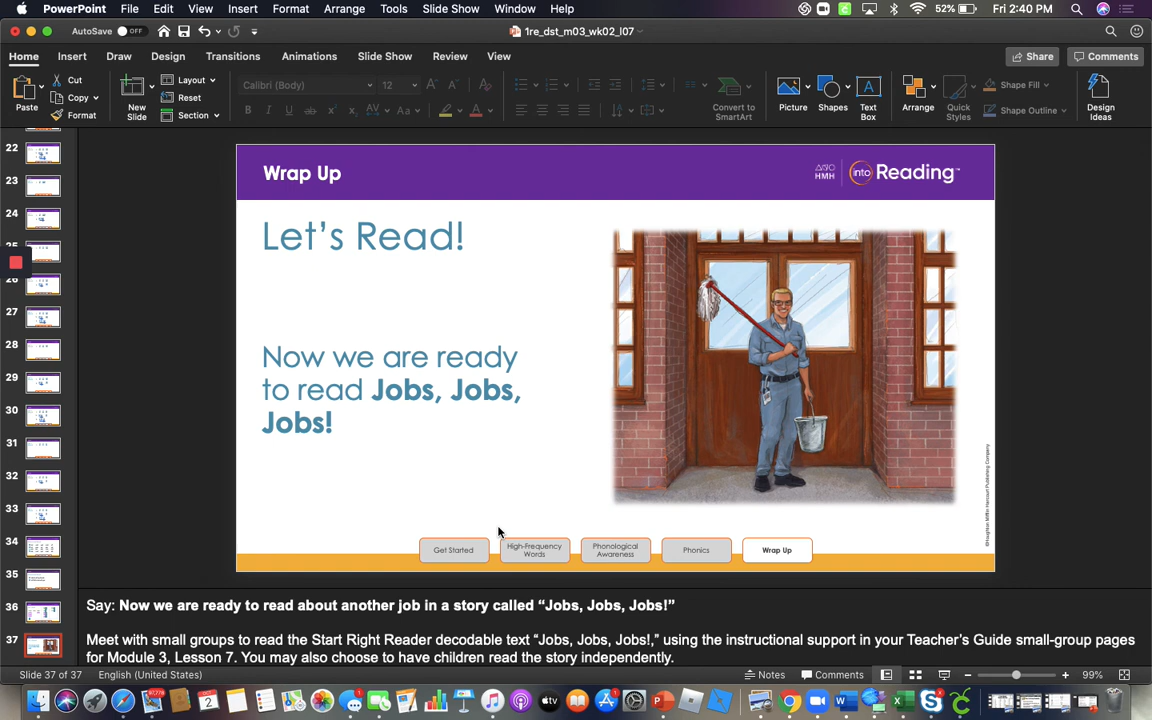 PowerPoint File Edit View Insert Format Arrange Tools Slide Show Window Help 52% Fri 2:40 PM
AutoSave OFF 1re_dst_m03_wk02_l07
Home Insert Draw Design Transitions Animations Slide Show Review View Share Comments
Paste Cut Copy Format New Slide Layout Reset Section Calibri (Body) 12 Convert to SmartArt Picture Shapes Text Box Arrange Quick Styles Shape Fill Shape Outline Design Ideas
22
23
24
26
27
28
29
30
31
32
33
34
35
36
37
Wrap Up
HMH into Reading™
Let's Read!
Now we are ready
to read Jobs, Jobs,
Jobs!
©Houghton Mifflin Harcourt Publishing Company
Get Started High-Frequency Words Phonological Awareness Phonics Wrap Up
Say: Now we are ready to read about another job in a story called “Jobs, Jobs, Jobs!”
Meet with small groups to read the Start Right Reader decodable text “Jobs, Jobs, Jobs!,” using the instructional support in your Teacher's Guide small-group pages
for Module 3, Lesson 7. You may also choose to have children read the story independently.
Slide 37 of 37 English (United States) Notes Comments 99%